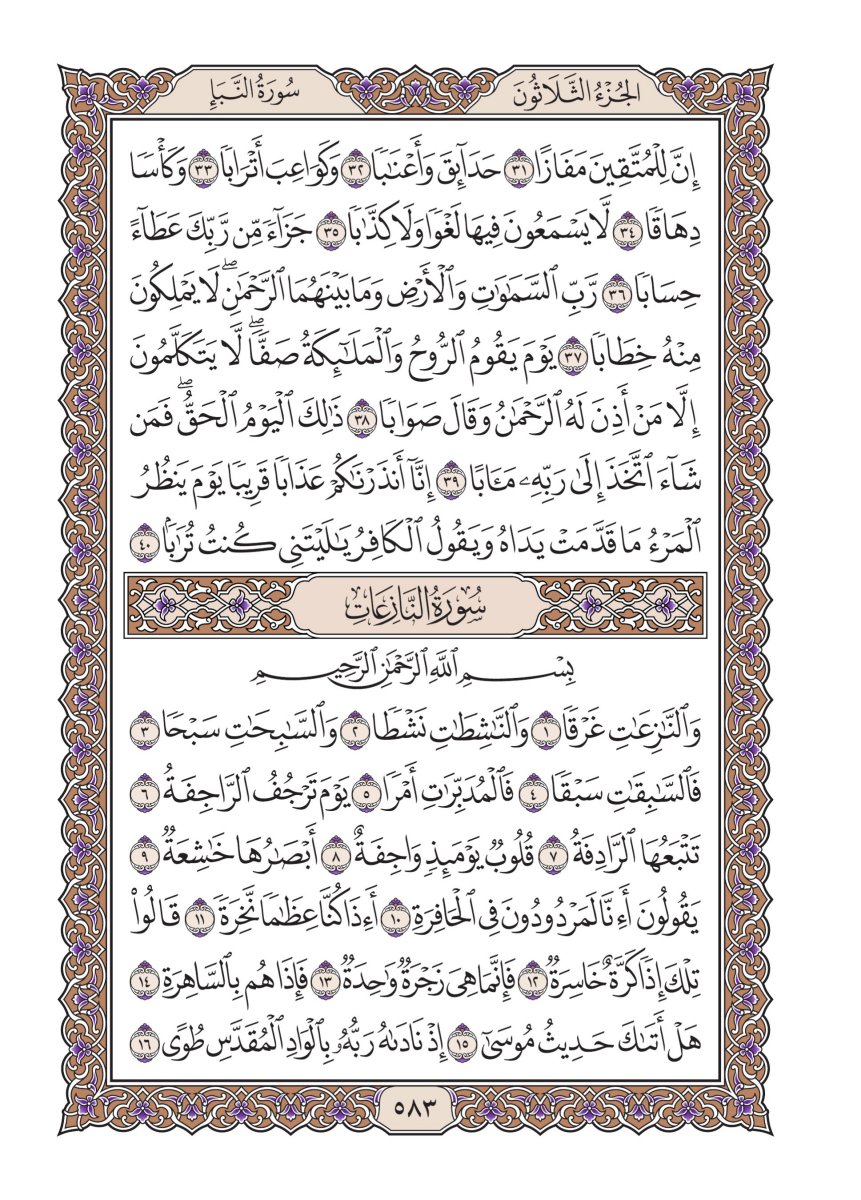 الجُزْءُ الثَّلَاثُونَ
سُورَةُ النَّبَإِ
إِنَّ لِلْمُتَّقِينَ مَفَازًا ٣١ حَدَآئِقَ وَأَعْنَٰبًا ٣٢ وَكَوَاعِبَ أَتْرَابًا ٣٣ وَكَأْسًا
دِهَاقًا ٣٤ لَّا يَسْمَعُونَ فِيهَا لَغْوًا وَلَا كِذَّٰبًا ٣٥ جَزَآءً مِّن رَّبِّكَ عَطَآءً
حِسَابًا ٣٦ رَّبِّ ٱلسَّمَٰوَٰتِ وَٱلْأَرْضِ وَمَا بَيْنَهُمَا ٱلرَّحْمَٰنِۖ لَا يَمْلِكُونَ
مِنْهُ خِطَابًا ٣٧ يَوْمَ يَقُومُ ٱلرُّوحُ وَٱلْمَلَٰٓئِكَةُ صَفًّاۖ لَّا يَتَكَلَّمُونَ
إِلَّا مَنْ أَذِنَ لَهُ ٱلرَّحْمَٰنُ وَقَالَ صَوَابًا ٣٨ ذَٰلِكَ ٱلْيَوْمُ ٱلْحَقُّۖ فَمَن
شَآءَ ٱتَّخَذَ إِلَىٰ رَبِّهِۦ مَـَٔابًا ٣٩ إِنَّآ أَنذَرْنَٰكُمْ عَذَابًا قَرِيبًا يَوْمَ يَنظُرُ
ٱلْمَرْءُ مَا قَدَّمَتْ يَدَاهُ وَيَقُولُ ٱلْكَافِرُ يَٰلَيْتَنِى كُنتُ تُرَٰبًۢا ٤٠
سُورَةُ النَّازِعَاتِ
بِسْمِ ٱللَّهِ ٱلرَّحْمَٰنِ ٱلرَّحِيمِ
وَٱلنَّٰزِعَٰتِ غَرْقًا ١ وَٱلنَّٰشِطَٰتِ نَشْطًا ٢ وَٱلسَّٰبِحَٰتِ سَبْحًا ٣
فَٱلسَّٰبِقَٰتِ سَبْقًا ٤ فَٱلْمُدَبِّرَٰتِ أَمْرًا ٥ يَوْمَ تَرْجُفُ ٱلرَّاجِفَةُ ٦
تَتْبَعُهَا ٱلرَّادِفَةُ ٧ قُلُوبٌ يَوْمَئِذٍ وَاجِفَةٌ ٨ أَبْصَٰرُهَا خَٰشِعَةٌ ٩
يَقُولُونَ أَءِنَّا لَمَرْدُودُونَ فِى ٱلْحَافِرَةِ ١٠ أَءِذَا كُنَّا عِظَٰمًا نَّخِرَةً ١١ قَالُوا۟
تِلْكَ إِذًا كَرَّةٌ خَاسِرَةٌ ١٢ فَإِنَّمَا هِىَ زَجْرَةٌ وَٰحِدَةٌ ١٣ فَإِذَا هُم بِٱلسَّاهِرَةِ ١٤
هَلْ أَتَىٰكَ حَدِيثُ مُوسَىٰٓ ١٥ إِذْ نَادَىٰهُ رَبُّهُۥ بِٱلْوَادِ ٱلْمُقَدَّسِ طُوًى ١٦
٥٨٣